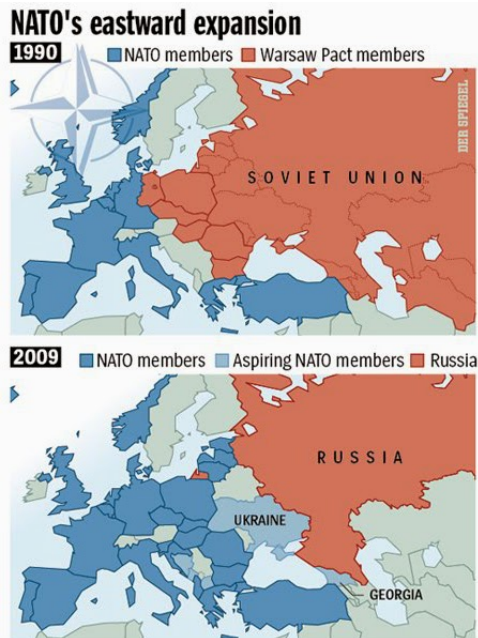 NATO's eastward expansion
1990 NATO members Warsaw Pact members
DER SPIEGEL
SOVIET UNION
2009 NATO members Aspiring NATO members Russia
RUSSIA
UKRAINE
GEORGIA